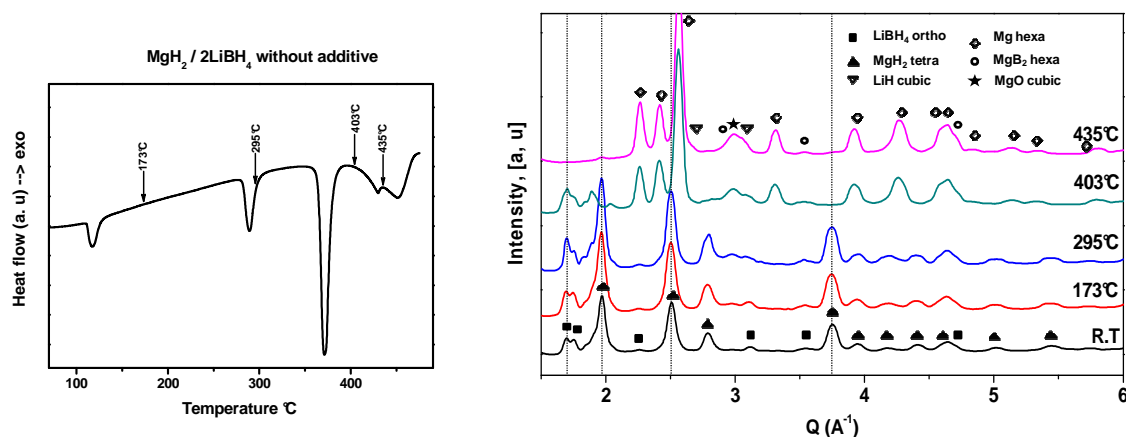 MgH2 / 2LiBH4 without additive
Heat flow (a. u) --> exo
173°C
295°C
403°C
435°C
100 200 300 400
Temperature °C
Intensity , [a, u]
LiBH4 ortho
MgH2 tetra
LiH cubic
Mg hexa
MgB2 hexa
MgO cubic
435°C
403°C
295°C
173°C
R.T
2 3 4 5 6
Q (A-1)